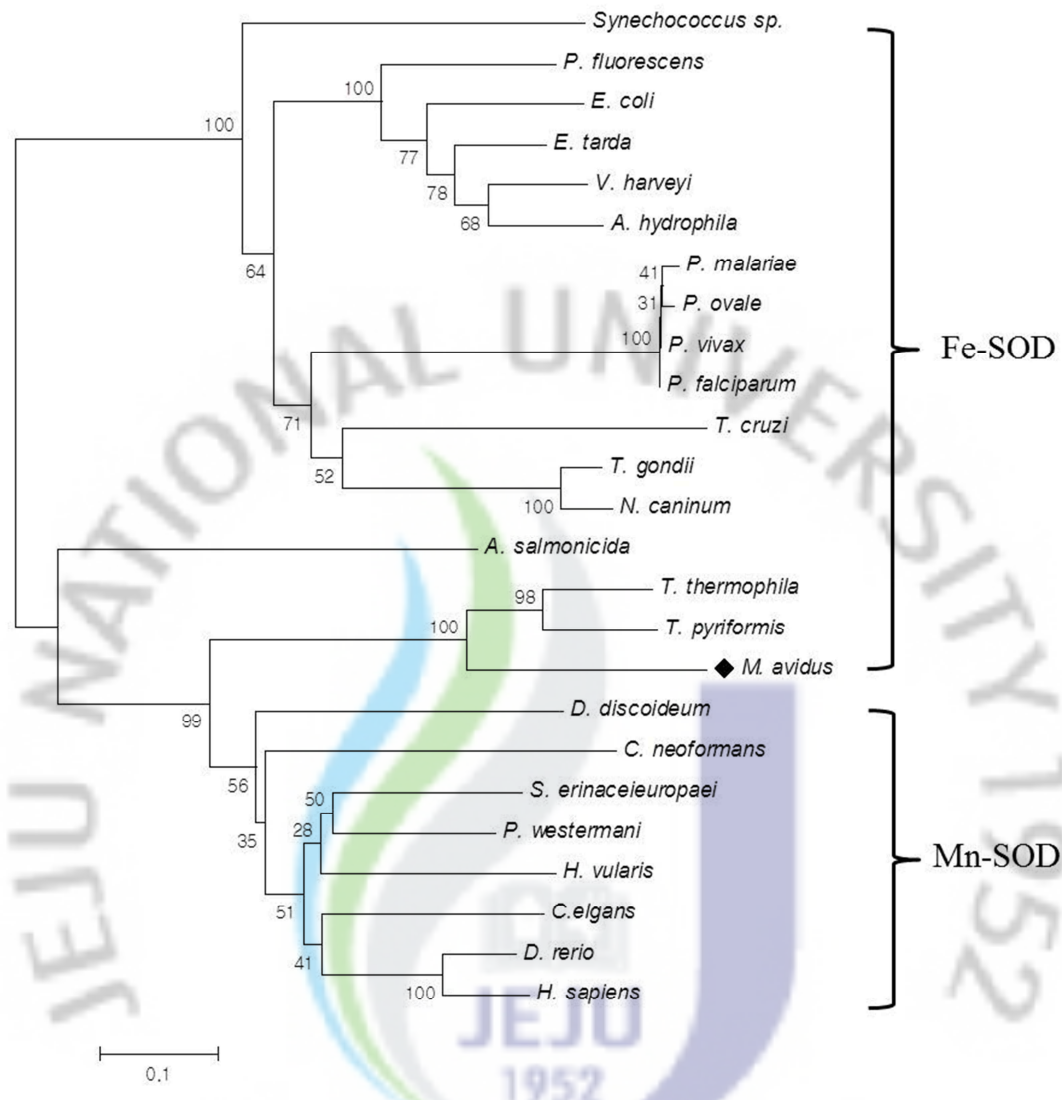 Synechococcus sp.
P. fluorescens
100
E. coli
100
E. tarda
77
V. harveyi
78
A. hydrophila
68
P. malariae
64
41
P. ovale
31
Fe-SOD
P. vivax
100
P. falciparum
71
T. cruzi
T. gondii
52
N. caninum
100
A. salmonicida
T. thermophila
98
T. pyriformis
100
M. avidus
D. discoideum
99
C. neoformans
56
S. erinaceieuropaei
50
P. westermani
28
35
Mn-SOD
H. vularis
C.elgans
51
D. rerio
41
H. sapiens
100
0.1
JEJU NATIONAL UNIVERSITY 1952
JEJU
1952